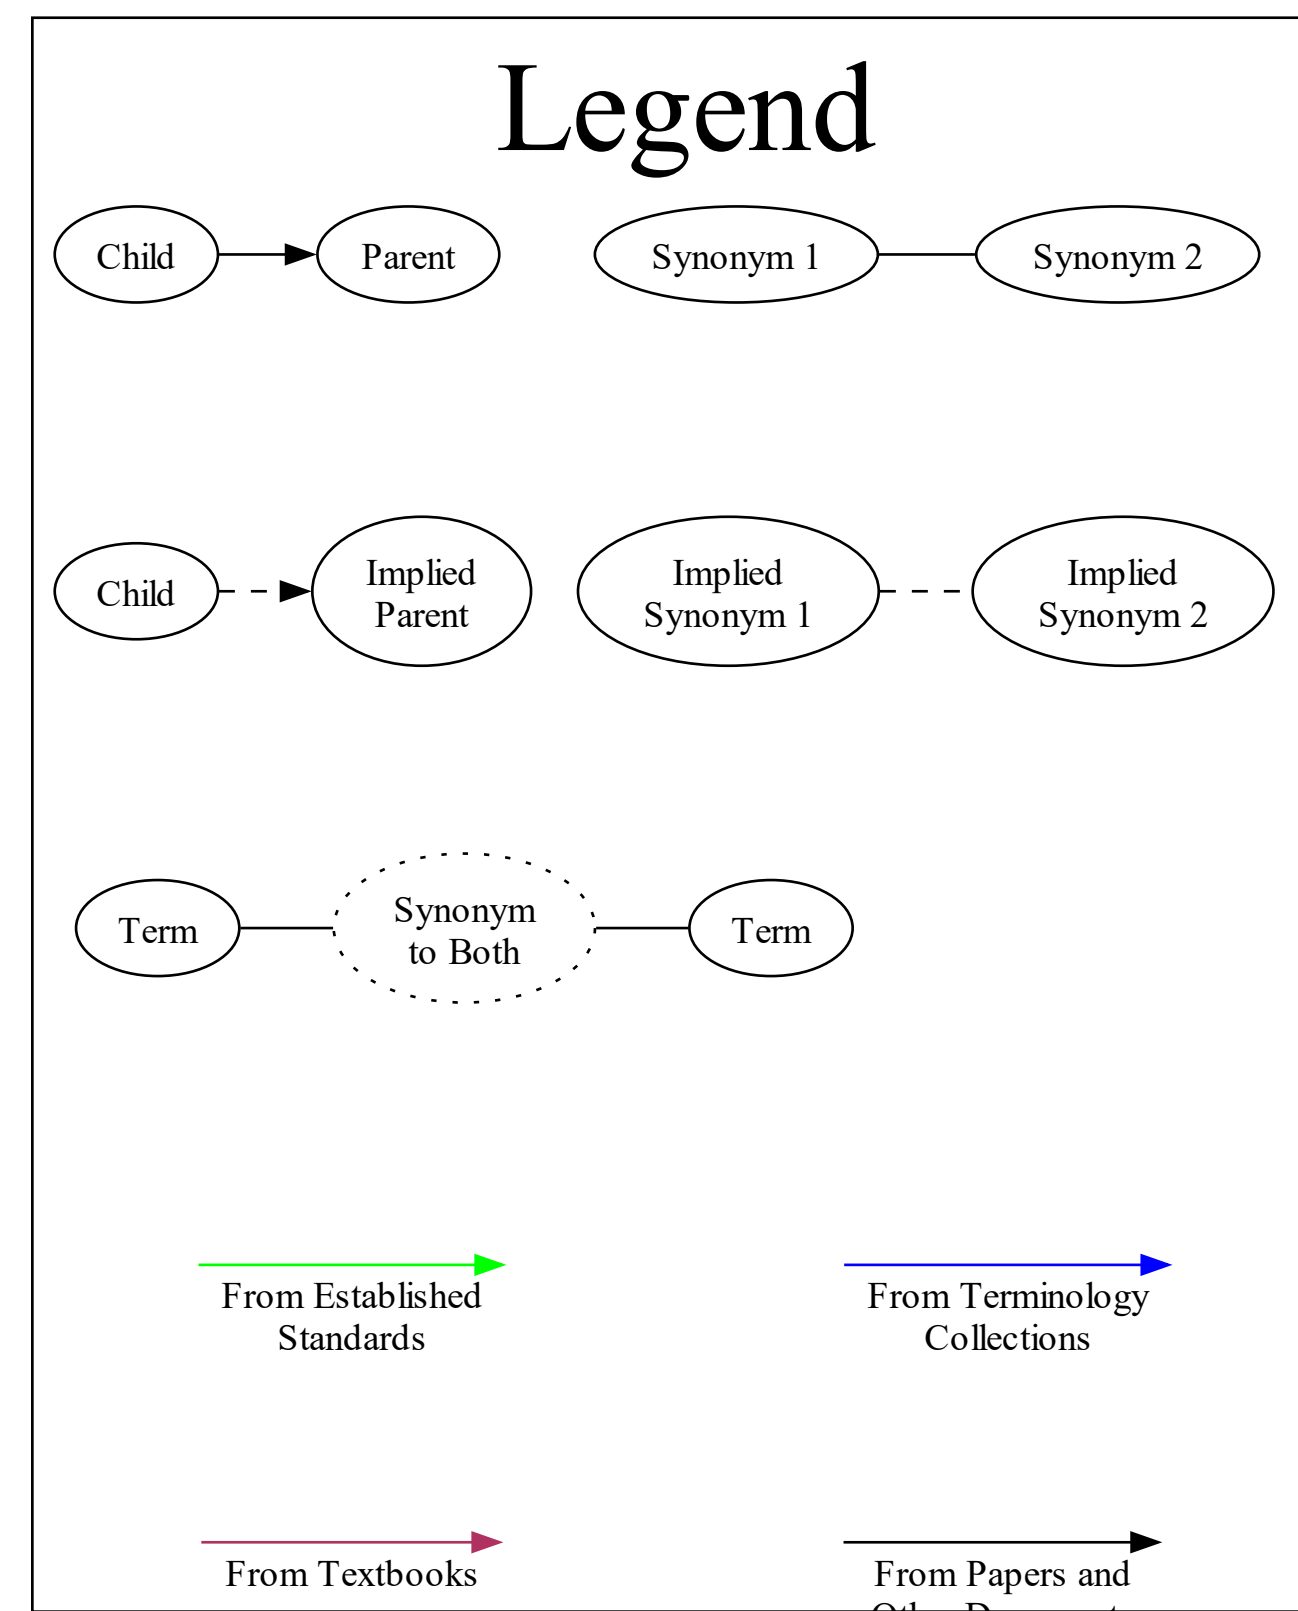 Legend
Child
Parent
Synonym 1
Synonym 2
Child
Implied
Parent
Implied
Synonym 1
Implied
Synonym 2
Term
Synonym
to Both
Term
From Established
Standards
From Terminology
Collections
From Textbooks
From Papers and